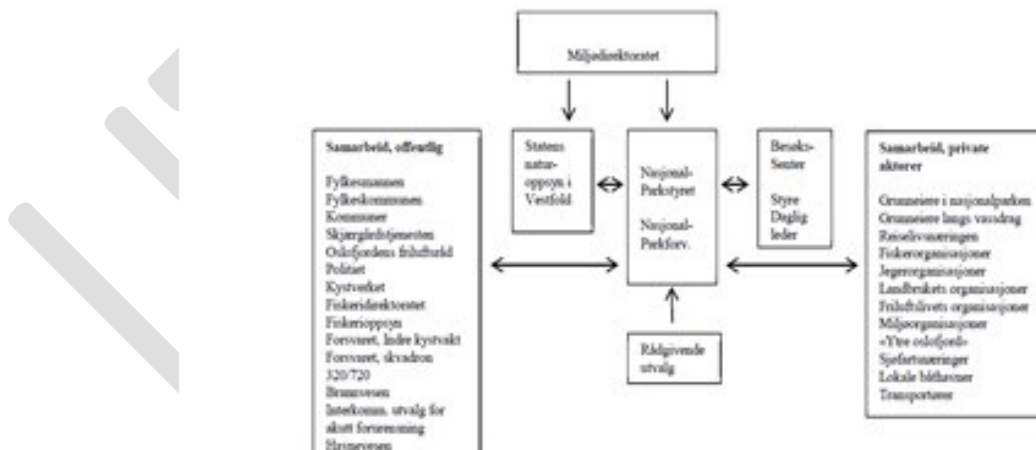 Miljødirektoratet
Samarbeid, offentlig
Fylkesmannen
Fylkeskommunen
Kommuner
Skjærgårdstjenesten
Oslofjordens friluftsråd
Politiet
Kystverket
Fiskeridirektoratet
Fiskerioppsyn
Forsvaret, Indre kystvakt
Forsvaret, skvadron
320/720
Brannvesen
Interkomm. utvalg for
akutt forurensning
Havnevesen
Statens
natur-
oppsyn i
Vestfold
Nasjonal-
Parkstyret
Nasjonal-
Parkforv.
Rådgivende
utvalg
Besøks-
Senter
Styre
Daglig
leder
Samarbeid, private
aktører
Grunneiere i nasjonalparken
Grunneiere langs vassdrag
Reiselivsnæringen
Fiskerorganisasjoner
Jegerorganisasjoner
Landbrukets organisasjoner
Friluftslivets organisasjoner
Miljøorganisasjoner
«Ytre oslofjord»
Sjøfartsnæringer
Lokale båthavner
Transportører